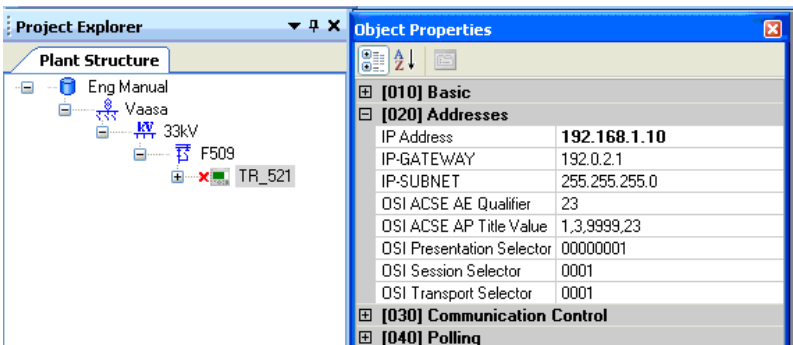 Project Explorer
Plant Structure
Eng Manual
Vaasa
kV 33kV
F509
TR_521
Object Properties
[010] Basic
[020] Addresses
IP Address 192.168.1.10
IP-GATEWAY 192.0.2.1
IP-SUBNET 255.255.255.0
OSI ACSE AE Qualifier 23
OSI ACSE AP Title Value 1,3,9999,23
OSI Presentation Selector 00000001
OSI Session Selector 0001
OSI Transport Selector 0001
[030] Communication Control
[040] Polling